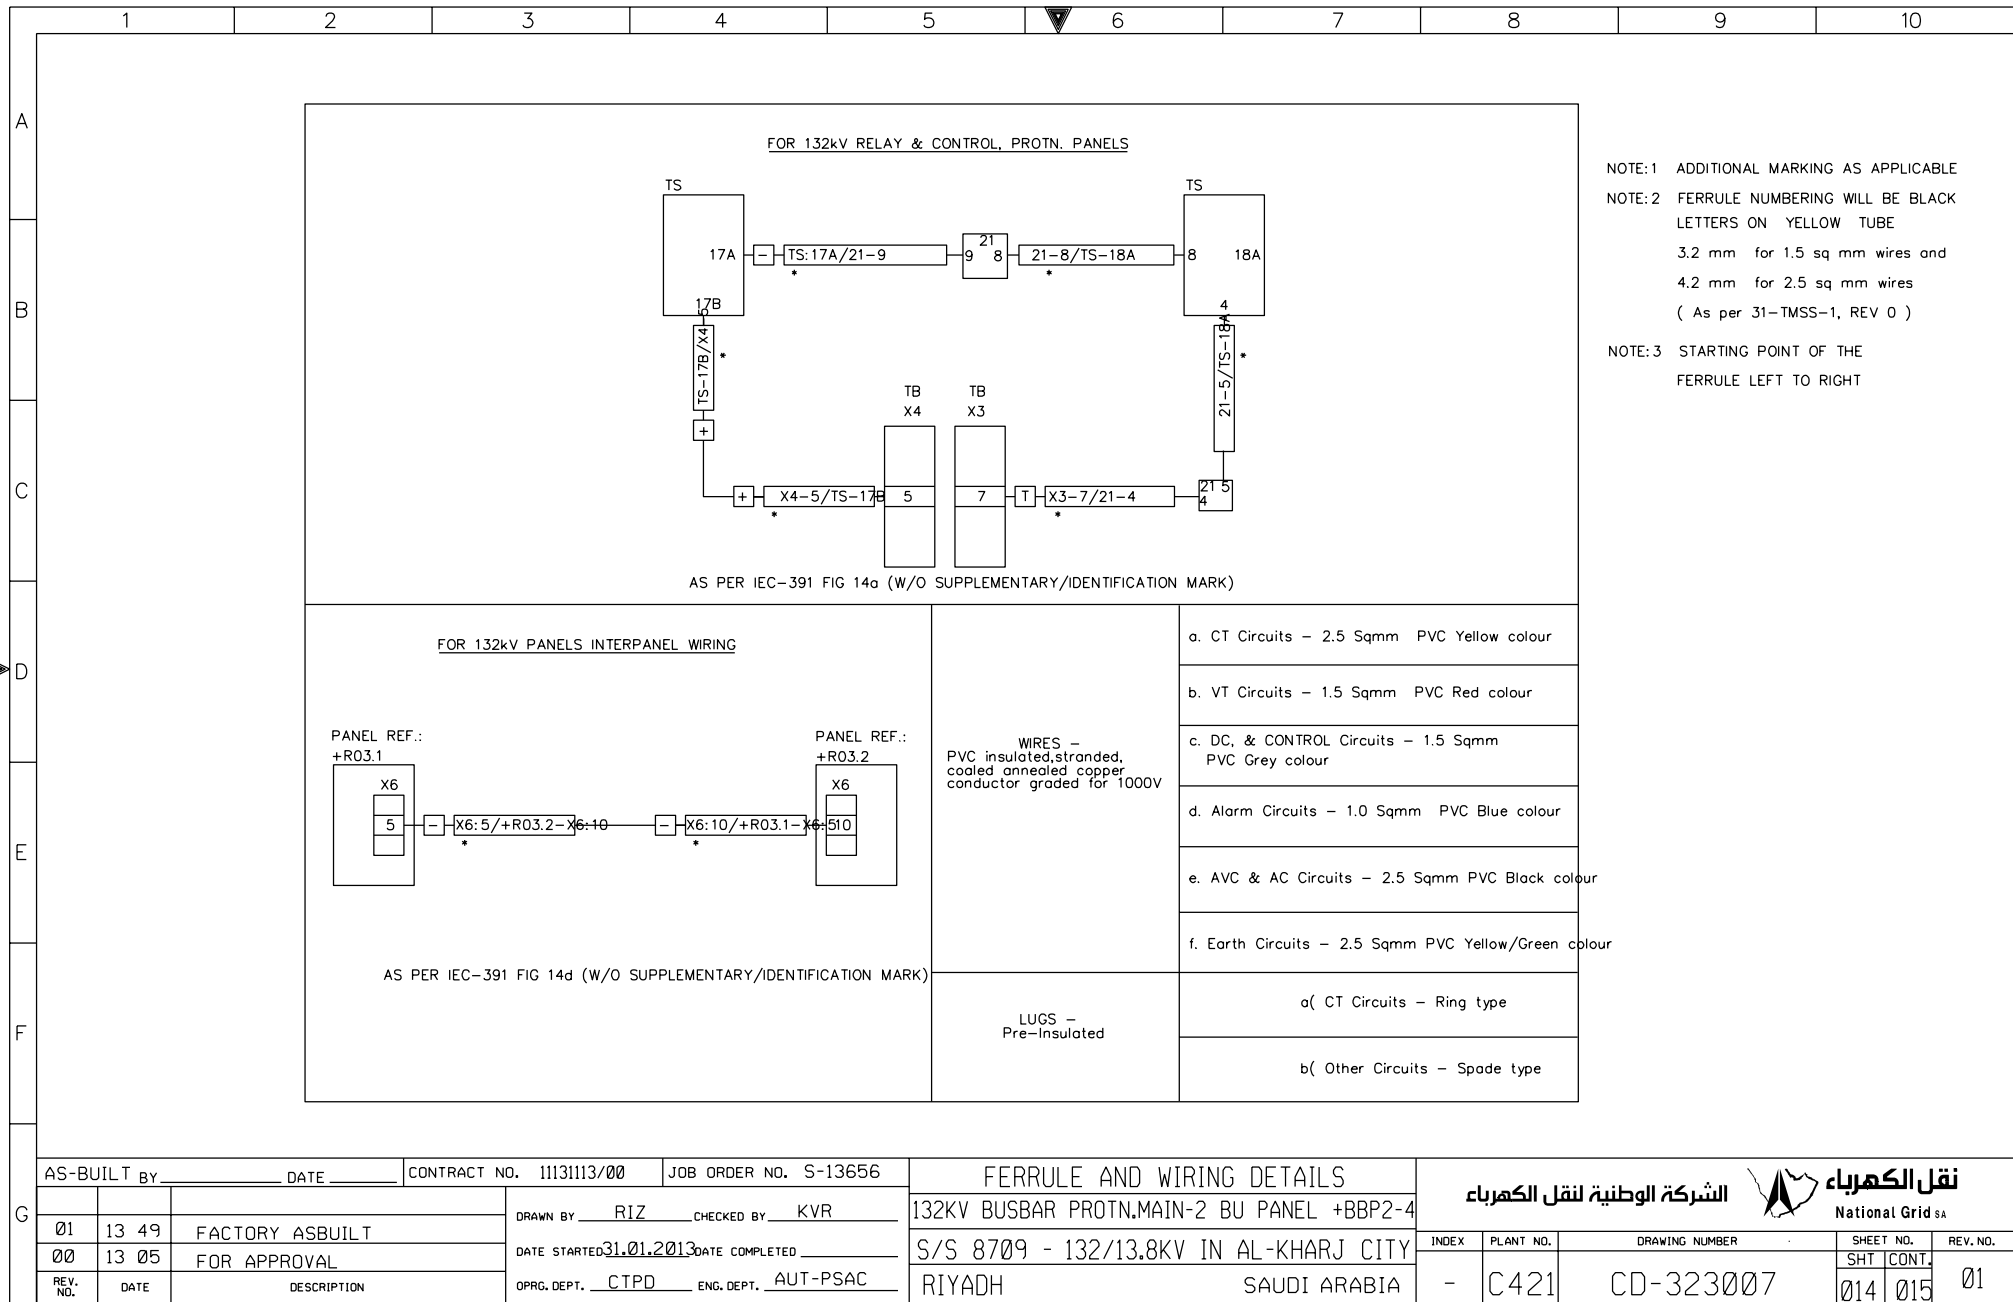 1 2 3 4 5 6 7 8 9 10
A
B
C
D
E
F
G
FOR 132kV RELAY & CONTROL, PROTN. PANELS
TS
17A
17B
- TS:17A/21-9
*
21
9 8
21-8/TS-18A
*
TS
8 18A
4
TS-17B/X4 5
*
+
21-5/TS-18A
*
TB
X4
TB
X3
+ X4-5/TS-17B 5
*
7 T X3-7/21-4
*
21 5
4
AS PER IEC-391 FIG 14a (W/O SUPPLEMENTARY/IDENTIFICATION MARK)
NOTE:1 ADDITIONAL MARKING AS APPLICABLE
NOTE:2 FERRULE NUMBERING WILL BE BLACK
LETTERS ON YELLOW TUBE
3.2 mm for 1.5 sq mm wires and
4.2 mm for 2.5 sq mm wires
( As per 31-TMSS-1, REV 0 )
NOTE:3 STARTING POINT OF THE
FERRULE LEFT TO RIGHT
FOR 132kV PANELS INTERPANEL WIRING
PANEL REF.:
+R03.1
X6
5 - X6:5/+R03.2-X6:10
*
- X6:10/+R03.1-X6:5
*
PANEL REF.:
+R03.2
X6
10
AS PER IEC-391 FIG 14d (W/O SUPPLEMENTARY/IDENTIFICATION MARK)
WIRES -
PVC insulated,stranded,
coaled annealed copper
conductor graded for 1000V
a. CT Circuits - 2.5 Sqmm PVC Yellow colour
b. VT Circuits - 1.5 Sqmm PVC Red colour
c. DC, & CONTROL Circuits - 1.5 Sqmm
PVC Grey colour
d. Alarm Circuits - 1.0 Sqmm PVC Blue colour
e. AVC & AC Circuits - 2.5 Sqmm PVC Black colour
f. Earth Circuits - 2.5 Sqmm PVC Yellow/Green colour
LUGS -
Pre-Insulated
a( CT Circuits - Ring type
b( Other Circuits - Spade type
AS-BUILT BY DATE
CONTRACT NO. 11131113/00
JOB ORDER NO. S-13656
01 13 49 FACTORY ASBUILT
00 13 05 FOR APPROVAL
REV. NO. DATE DESCRIPTION
DRAWN BY RIZ CHECKED BY KVR
DATE STARTED 31.01.2013 DATE COMPLETED
OPRG. DEPT. CTPD ENG. DEPT. AUT-PSAC
FERRULE AND WIRING DETAILS
132KV BUSBAR PROTN.MAIN-2 BU PANEL +BBP2-4
S/S 8709 - 132/13.8KV IN AL-KHARJ CITY
RIYADH SAUDI ARABIA
الشركة الوطنية لنقل الكهرباء
نقل الكهرباء
National Grid SA
INDEX PLANT NO. DRAWING NUMBER SHEET NO. REV. NO.
SHT CONT.
- C421 CD-323007 014 015 01